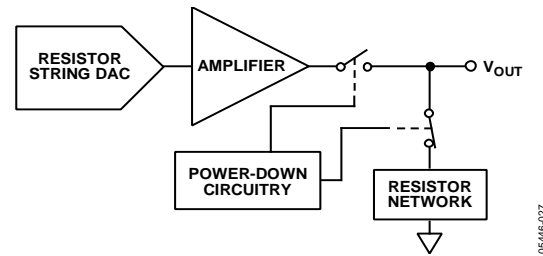 RESISTOR
STRING DAC
AMPLIFIER
VOUT
POWER-DOWN
CIRCUITRY
RESISTOR
NETWORK
05446-027